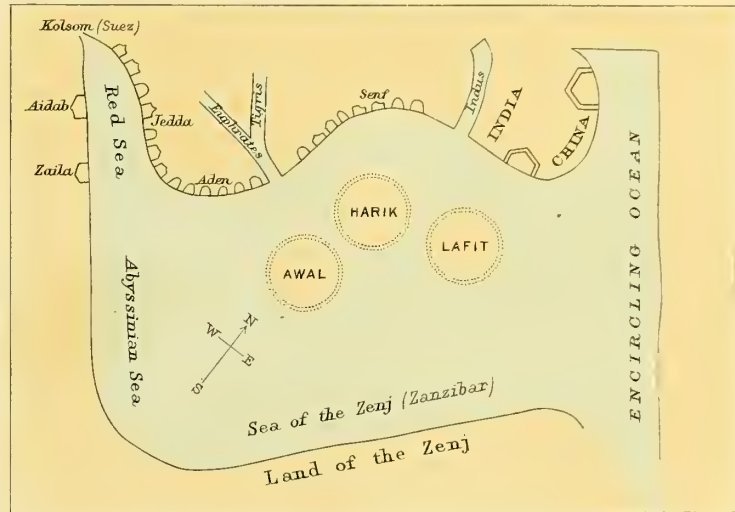 Kolsom (Suez)
Red Sea
Aidab
Jedda
Zaila
Aden
Euphrates
Tigris
Senf
Indus
INDIA
CHINA
HARIK
LAFIT
AWAL
ENCIRCLING OCEAN
Abyssinian Sea
N
W
E
S
Sea of the Zenj (Zanzibar)
Land of the Zenj